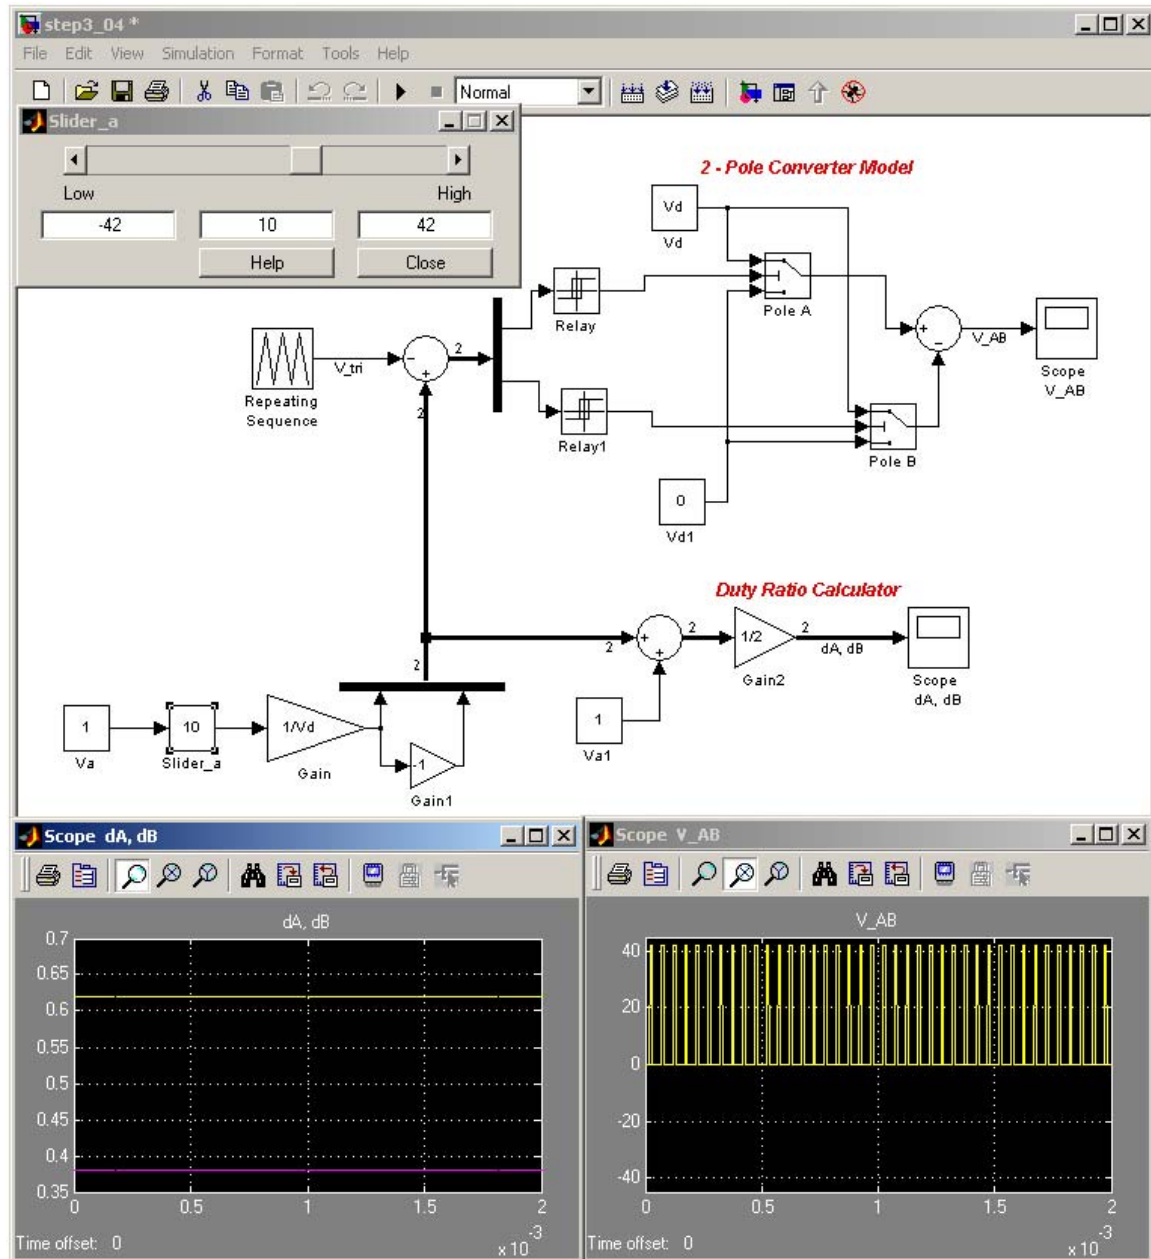 step3_04 *
File Edit View Simulation Format Tools Help
Normal
Slider_a
Low High
-42 10 42
Help Close
2 - Pole Converter Model
Vd
Vd
Relay
Pole A
V_tri
2
V_AB
Scope
V_AB
Repeating
Sequence
2
Relay1
Pole B
0
Vd1
Duty Ratio Calculator
2
2
1/2
2
dA, dB
Gain2
Scope
dA, dB
2
1
Va
10
Slider_a
1/Vd
Gain
-1
Gain1
1
Va1
Scope dA, dB
dA, dB
0.7
0.65
0.6
0.55
0.5
0.45
0.4
0.35
0 0.5 1 1.5 2
Time offset: 0
x 10 -3
Scope V_AB
V_AB
40
20
0
-20
-40
0 0.5 1 1.5 2
Time offset: 0
x 10 -3